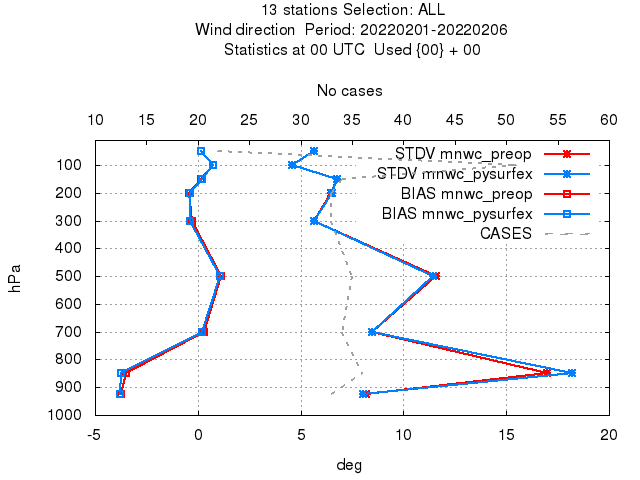 13 stations Selection: ALL
Wind direction  Period: 20220201-20220206
Statistics at 00 UTC  Used {00} + 00
No cases
10 15 20 25 30 35 40 45 50 55 60
STDV mnwc_preop
STDV mnwc_pysurfex
BIAS mnwc_preop
BIAS mnwc_pysurfex
CASES
hPa
100
200
300
400
500
600
700
800
900
1000
-5 0 5 10 15 20
deg